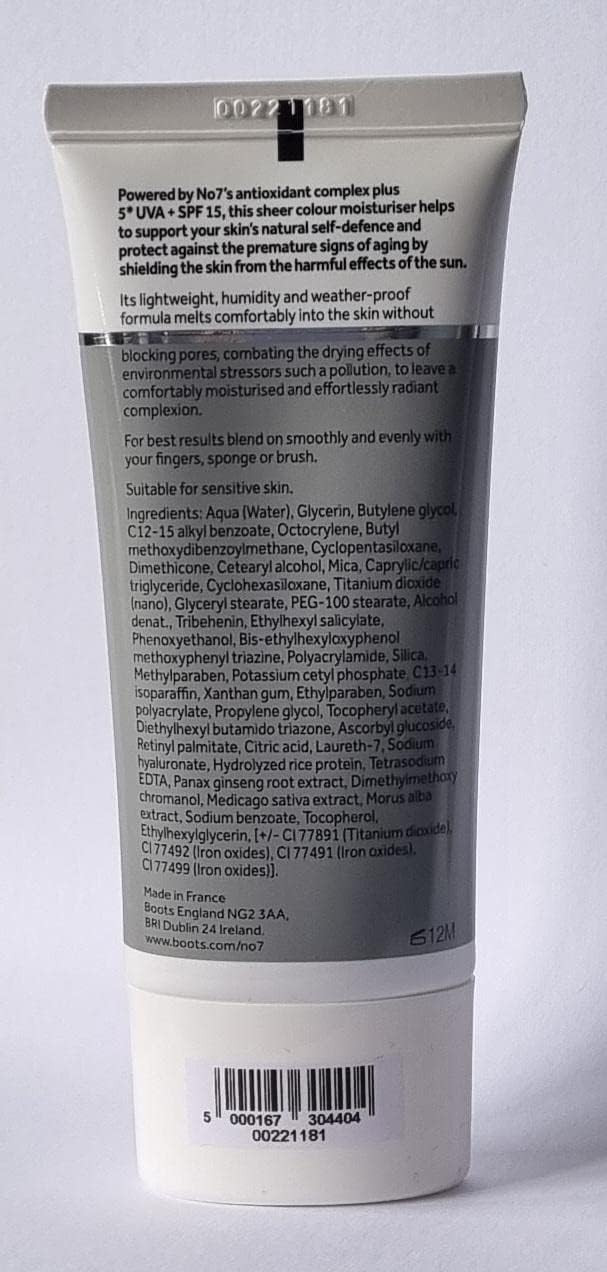 00221181
Powered by No7's antioxidant complex plus
5* UVA + SPF 15, this sheer colour moisturiser helps
to support your skin's natural self-defence and
protect against the premature signs of aging by
shielding the skin from the harmful effects of the sun.
Its lightweight, humidity and weather-proof
formula melts comfortably into the skin without
blocking pores, combating the drying effects of
environmental stressors such a pollution, to leave a
comfortably moisturised and effortlessly radiant
complexion.
For best results blend on smoothly and evenly with
your fingers, sponge or brush.
Suitable for sensitive skin.
Ingredients: Aqua (Water), Glycerin, Butylene glycol,
C12-15 alkyl benzoate, Octocrylene, Butyl
methoxydibenzoylmethane, Cyclopentasiloxane,
Dimethicone, Cetearyl alcohol, Mica, Caprylic/capric
triglyceride, Cyclohexasiloxane, Titanium dioxide
(nano), Glyceryl stearate, PEG-100 stearate, Alcohol
denat., Tribehenin, Ethylhexyl salicylate,
Phenoxyethanol, Bis-ethylhexyloxyphenol
methoxyphenyl triazine, Polyacrylamide, Silica,
Methylparaben, Potassium cetyl phosphate, C13-14
isoparaffin, Xanthan gum, Ethylparaben, Sodium
polyacrylate, Propylene glycol, Tocopheryl acetate,
Diethylhexyl butamido triazone, Ascorbyl glucoside,
Retinyl palmitate, Citric acid, Laureth-7, Sodium
hyaluronate, Hydrolyzed rice protein, Tetrasodium
EDTA, Panax ginseng root extract, Dimethylmethoxy
chromanol, Medicago sativa extract, Morus alba
extract, Sodium benzoate, Tocopherol,
Ethylhexylglycerin, [+/- CI 77891 (Titanium dioxide),
CI 77492 (Iron oxides), CI 77491 (Iron oxides),
CI 77499 (Iron oxides)].
Made in France
Boots England NG2 3AA,
BRI Dublin 24 Ireland.
www.boots.com/no7
12M
5 000167 304404
00221181